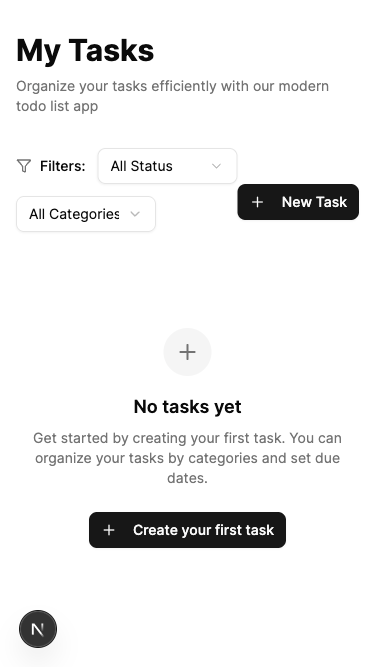 My Tasks
Organize your tasks efficiently with our modern
todo list app
Filters:
All Status
All Categories
New Task
No tasks yet
Get started by creating your first task. You can
organize your tasks by categories and set due
dates.
Create your first task
N